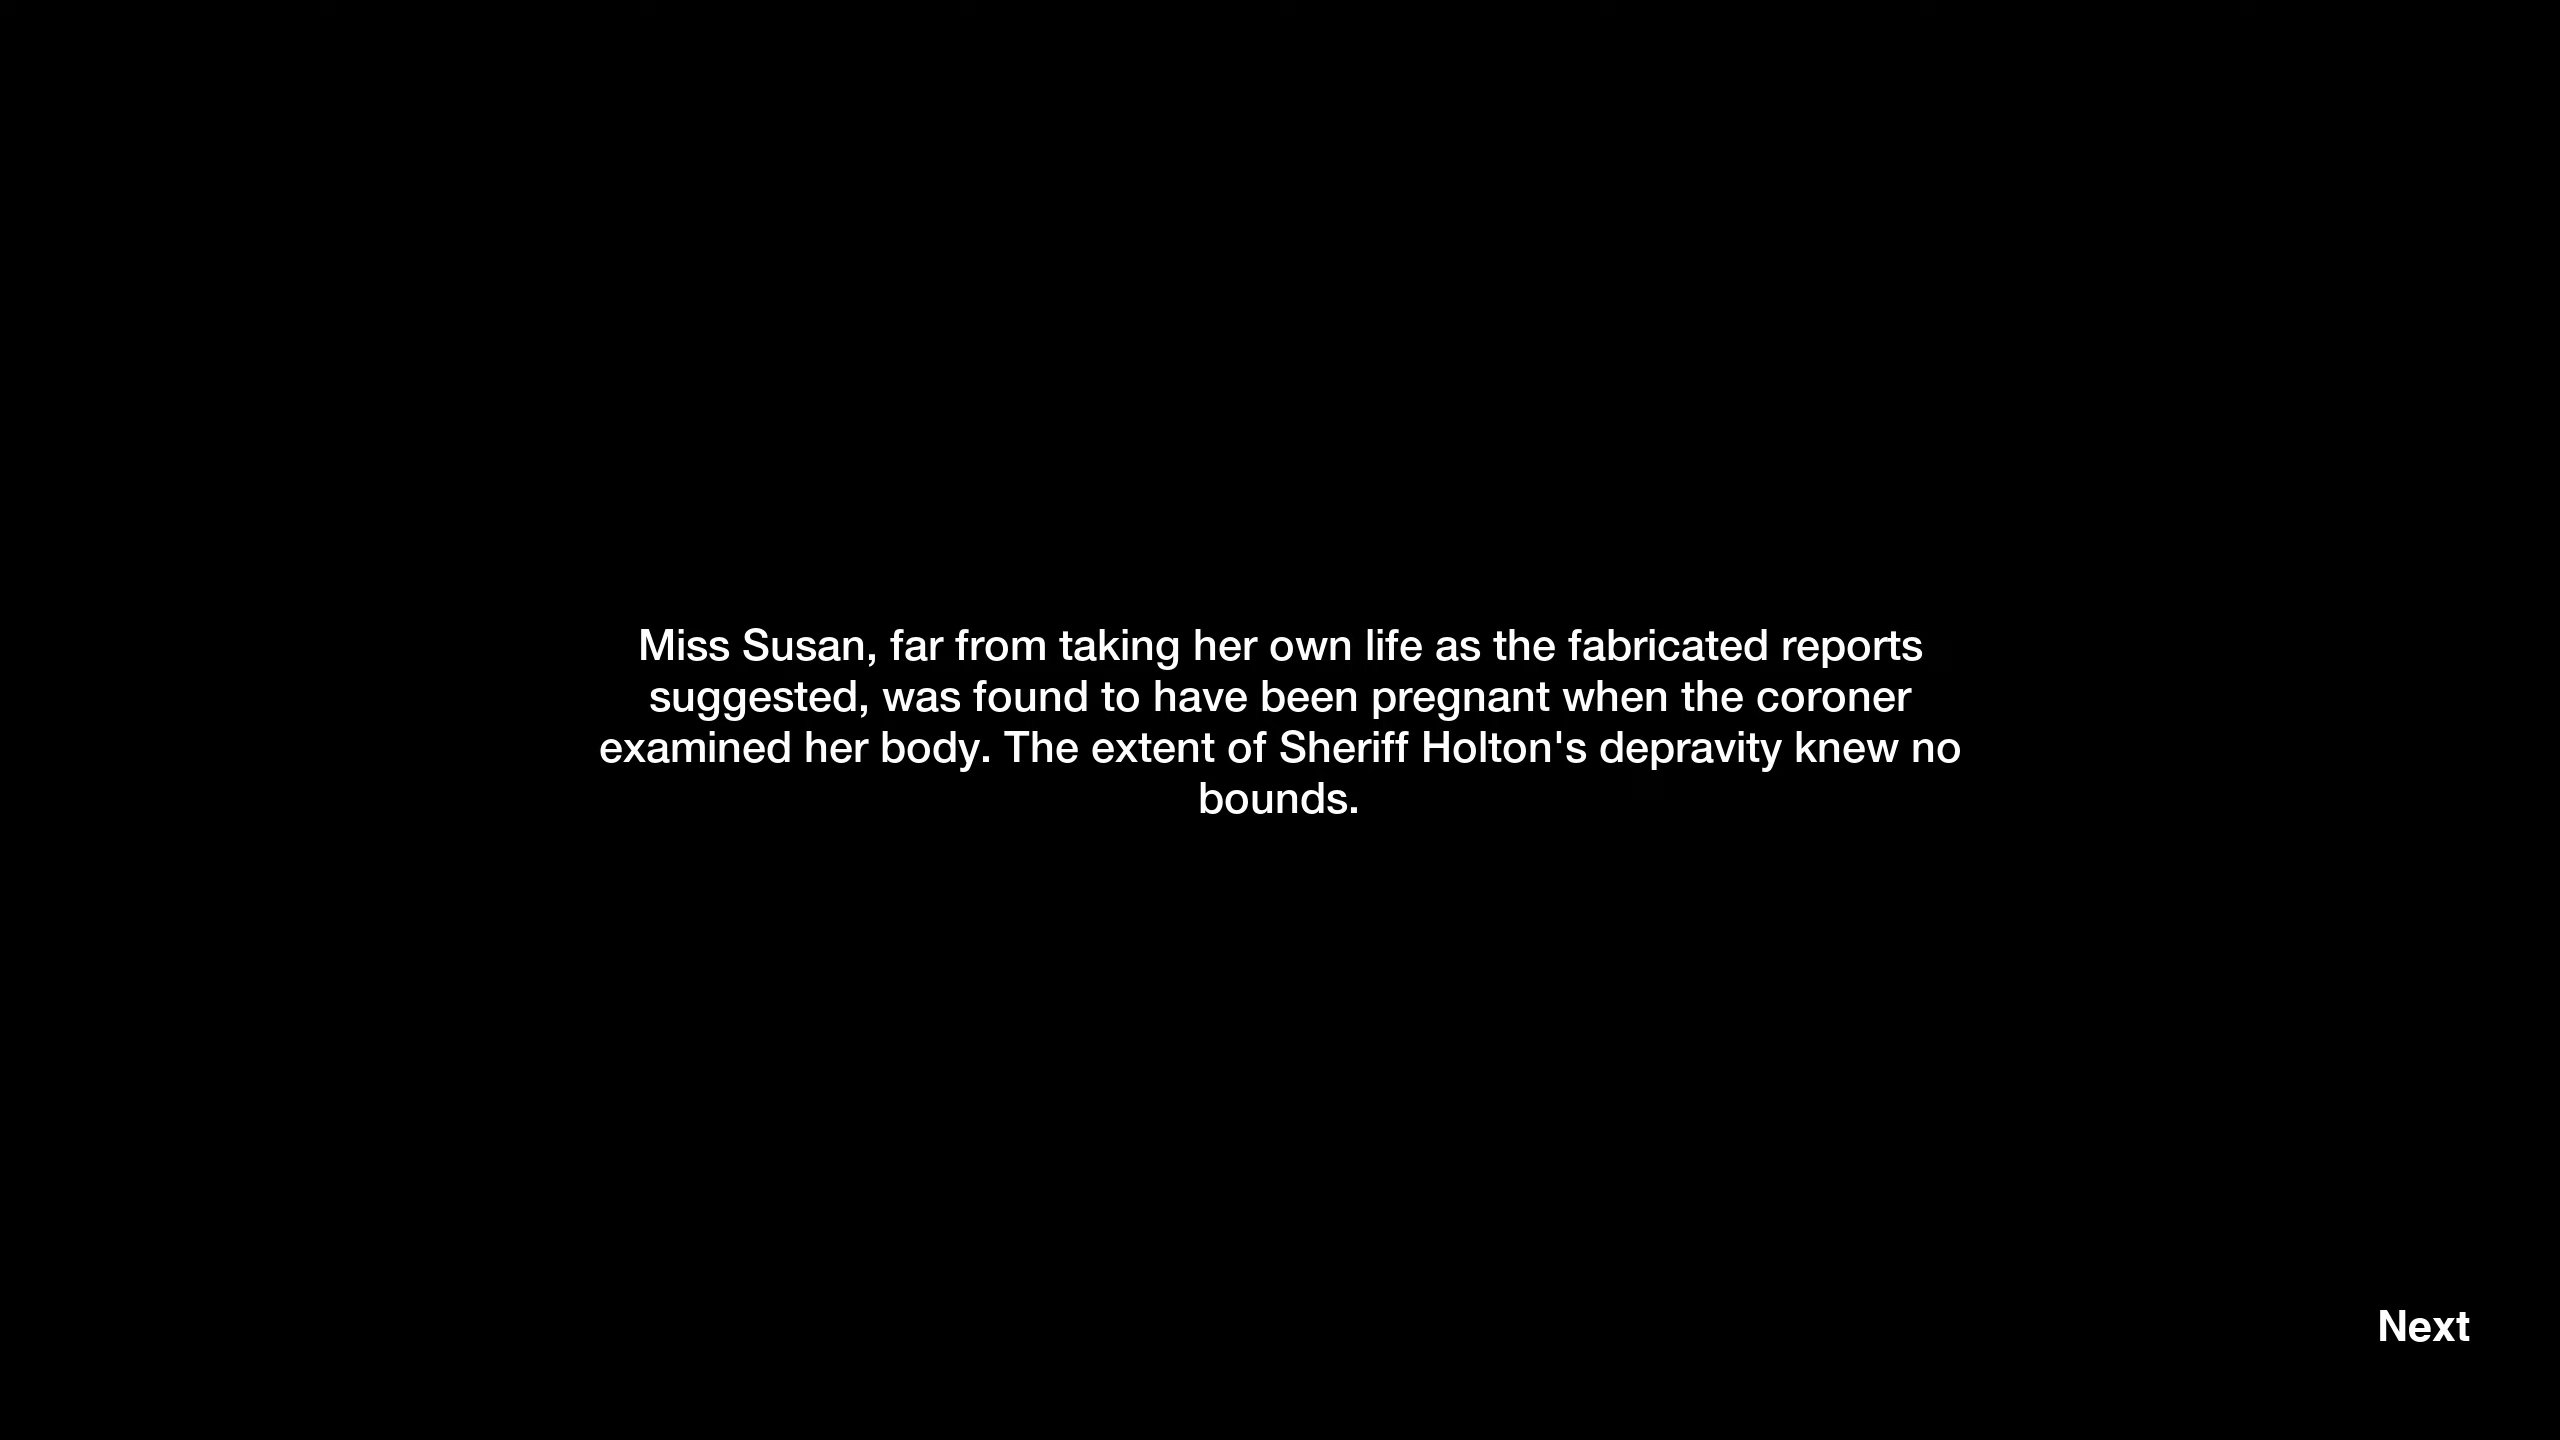 Miss Susan, far from taking her own life as the fabricated reports
suggested, was found to have been pregnant when the coroner
examined her body. The extent of Sheriff Holton's depravity knew no
bounds.
Next